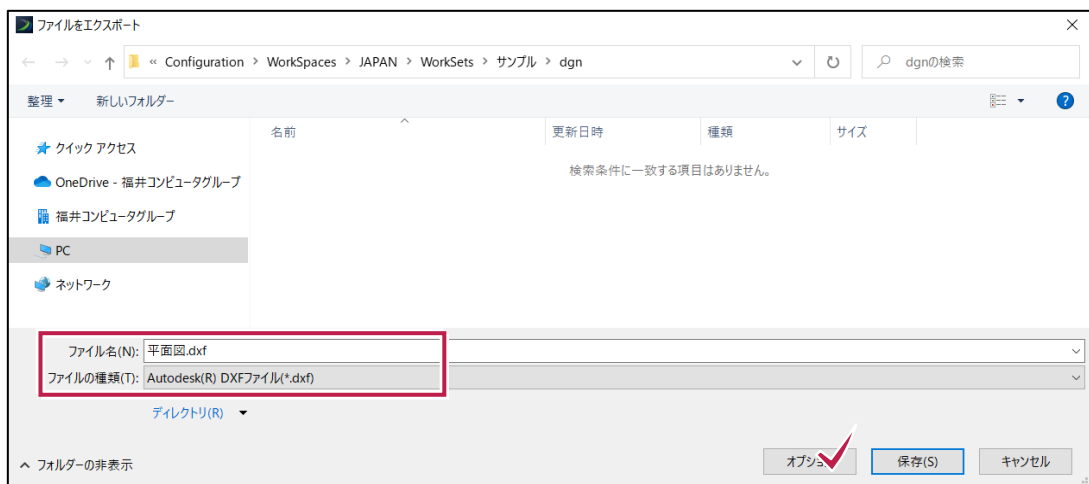 ファイルをエクスポート
« Configuration > WorkSpaces > JAPAN > WorkSets > サンプル > dgn
dgnの検索
整理 新しいフォルダー
名前 更新日時 種類 サイズ
検索条件に一致する項目はありません。
クイック アクセス
OneDrive - 福井コンピュータグループ
福井コンピュータグループ
PC
ネットワーク
ファイル名(N): 平面図.dxf
ファイルの種類(T): Autodesk(R) DXFファイル(*.dxf)
ディレクトリ(R)
フォルダーの非表示
保存(S) キャンセル